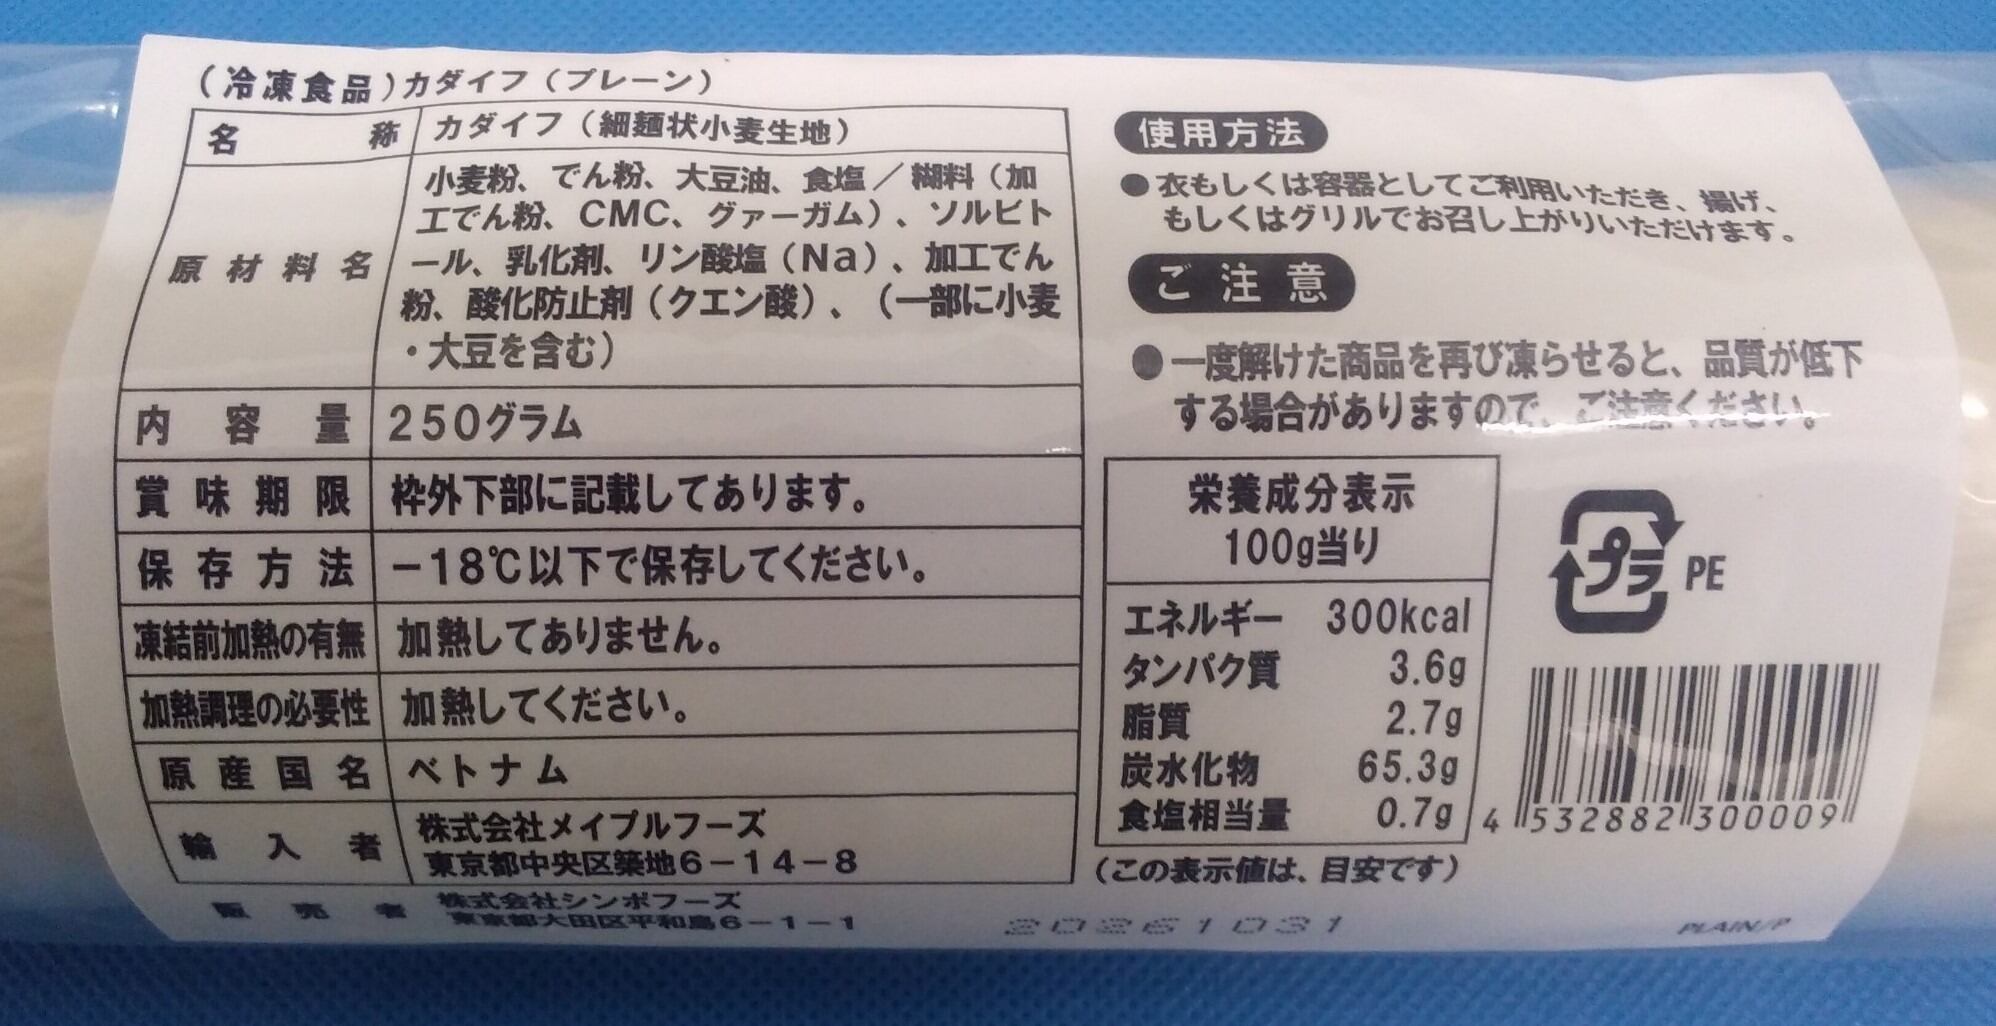 (冷凍食品)カダイフ(プレーン)
名称 カダイフ(細麺状小麦生地)
原材料名 小麦粉、でん粉、大豆油、食塩/糊料(加
工でん粉、CMC、グァーガム)、ソルビト
ール、乳化剤、リン酸塩(Na)、加工でん
粉、酸化防止剤(クエン酸)、(一部に小麦
・大豆を含む)
内容量 250グラム
賞味期限 枠外下部に記載してあります。
保存方法 −18℃以下で保存してください。
凍結前加熱の有無 加熱してありません。
加熱調理の必要性 加熱してください。
原産国名 ベトナム
輸入者 株式会社メイプルフーズ
東京都中央区築地6−14−8
販売者 株式会社シンポフーズ
東京都大田区平和島6−1−1
20261031
使用方法
●衣もしくは容器としてご利用いただき、揚げ、
もしくはグリルでお召し上がりいただけます。
ご注意
●一度解けた商品を再び凍らせると、品質が低下
する場合がありますので、ご注意ください。
栄養成分表示
100g当り
エネルギー 300kcal
タンパク質 3.6g
脂質 2.7g
炭水化物 65.3g
食塩相当量 0.7g
(この表示値は、目安です)
プラ PE
4 532882 300009
PLAIN/P